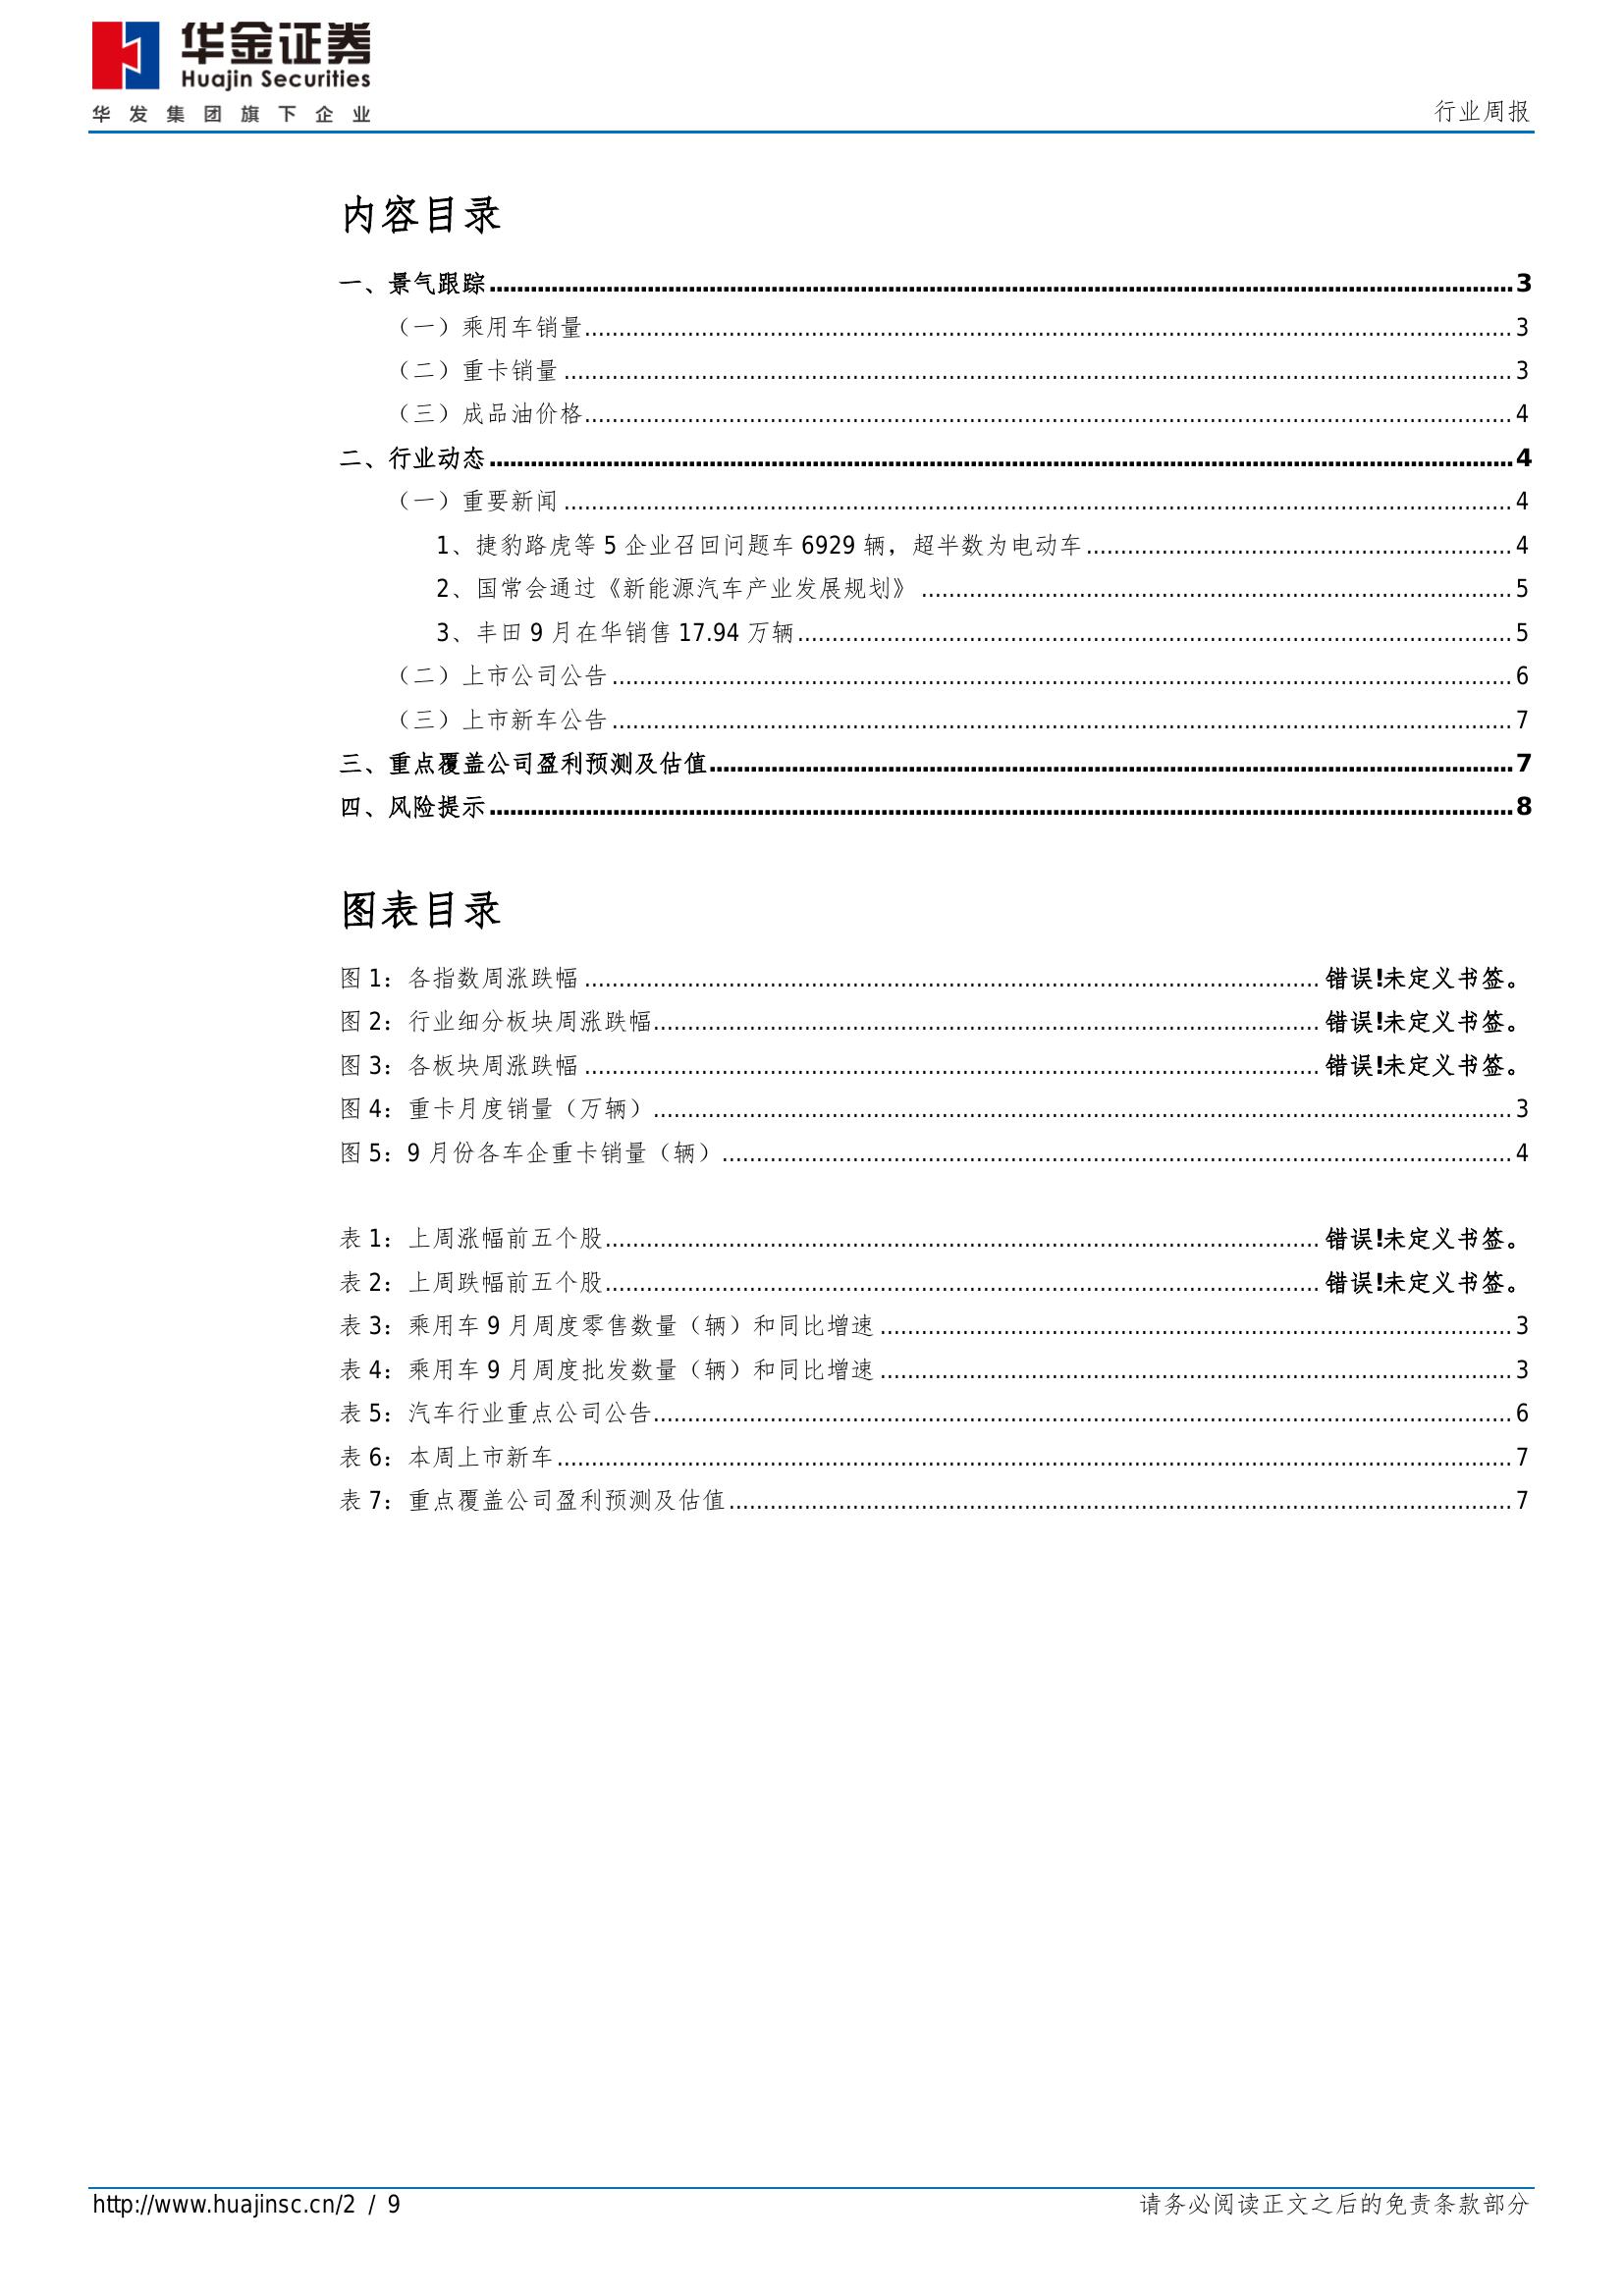 华金证券
Huajin Securities
华发集团旗下企业
行业周报
内容目录
一、景气跟踪 3
（一）乘用车销量 3
（二）重卡销量 3
（三）成品油价格 4
二、行业动态 4
（一）重要新闻 4
1、捷豹路虎等 5 企业召回问题车 6929 辆，超半数为电动车 4
2、国常会通过《新能源汽车产业发展规划》 5
3、丰田 9 月在华销售 17.94 万辆 5
（二）上市公司公告 6
（三）上市新车公告 7
三、重点覆盖公司盈利预测及估值 7
四、风险提示 8
图表目录
图 1：各指数周涨跌幅 错误!未定义书签。
图 2：行业细分板块周涨跌幅 错误!未定义书签。
图 3：各板块周涨跌幅 错误!未定义书签。
图 4：重卡月度销量（万辆） 3
图 5：9 月份各车企重卡销量（辆） 4
表 1：上周涨幅前五个股 错误!未定义书签。
表 2：上周跌幅前五个股 错误!未定义书签。
表 3：乘用车 9 月周度零售数量（辆）和同比增速 3
表 4：乘用车 9 月周度批发数量（辆）和同比增速 3
表 5：汽车行业重点公司公告 6
表 6：本周上市新车 7
表 7：重点覆盖公司盈利预测及估值 7
http://www.huajinsc.cn/2 / 9
请务必阅读正文之后的免责条款部分